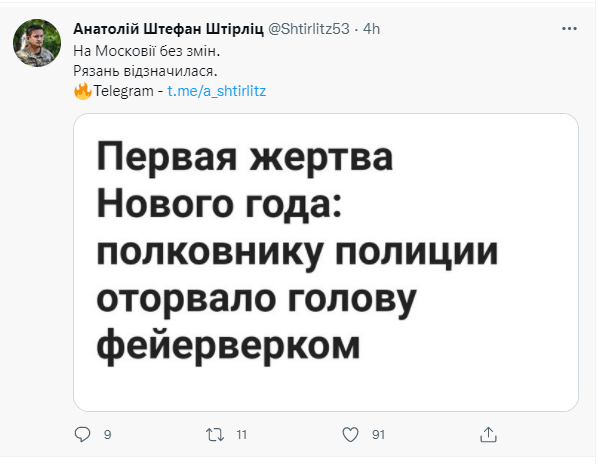 Анатолій Штефан Штірліц @Shtirlitz53 · 4h
На Московії без змін.
Рязань відзначилася.
🔥Telegram - t.me/a_shtirlitz
Первая жертва
Нового года:
полковнику полиции
оторвало голову
фейерверком
9 11 91